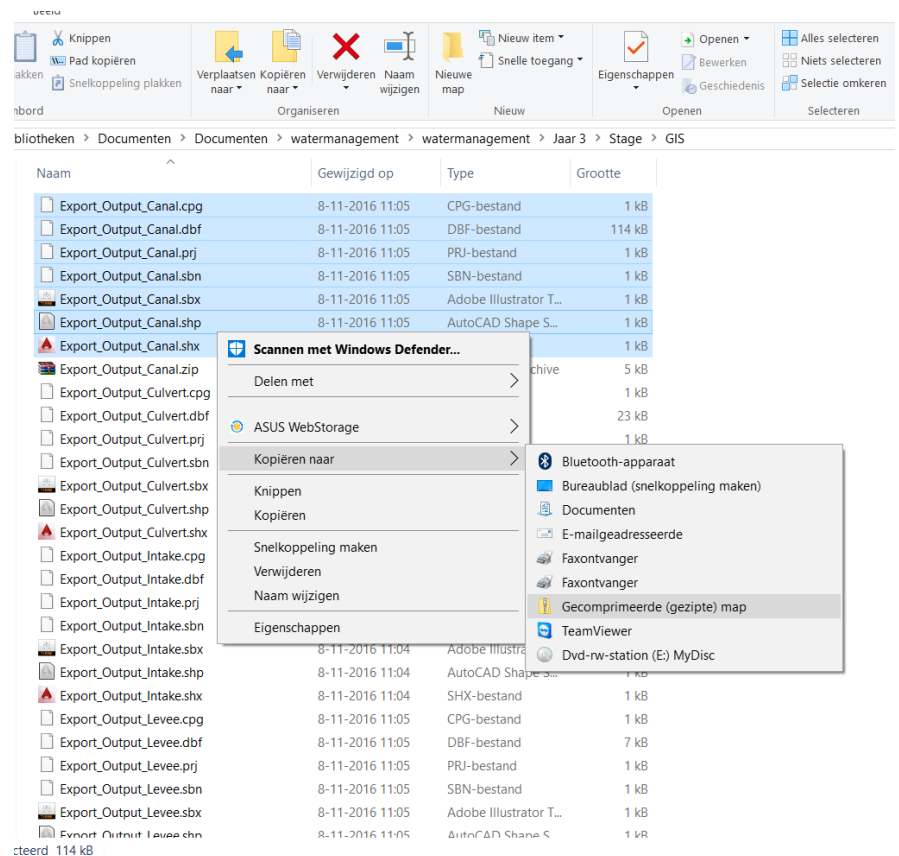 Beeld
Knippen
Pad kopiëren
akken
Snelkoppeling plakken
Verplaatsen naar
Kopiëren naar
Verwijderen
Naam wijzigen
Nieuwe map
Nieuw item
Snelle toegang
Eigenschappen
Openen
Bewerken
Geschiedenis
Alles selecteren
Niets selecteren
Selectie omkeren
nbord
Organiseren
Nieuw
Openen
Selecteren
bliotheken > Documenten > Documenten > watermanagement > watermanagement > Jaar 3 > Stage > GIS
Naam Gewijzigd op Type Grootte
Export_Output_Canal.cpg 8-11-2016 11:05 CPG-bestand 1 kB
Export_Output_Canal.dbf 8-11-2016 11:05 DBF-bestand 114 kB
Export_Output_Canal.prj 8-11-2016 11:05 PRJ-bestand 1 kB
Export_Output_Canal.sbn 8-11-2016 11:05 SBN-bestand 1 kB
Export_Output_Canal.sbx 8-11-2016 11:05 Adobe Illustrator T... 1 kB
Export_Output_Canal.shp 8-11-2016 11:05 AutoCAD Shape S... 1 kB
Export_Output_Canal.shx 1 kB
Export_Output_Canal.zip chive 5 kB
Export_Output_Culvert.cpg 1 kB
Export_Output_Culvert.dbf 23 kB
Export_Output_Culvert.prj 1 kB
Export_Output_Culvert.sbn
Export_Output_Culvert.sbx
Export_Output_Culvert.shp
Export_Output_Culvert.shx
Export_Output_Intake.cpg
Export_Output_Intake.dbf
Export_Output_Intake.prj
Export_Output_Intake.sbn
Export_Output_Intake.sbx 8-11-2016 11:04 Adobe Illustra
Export_Output_Intake.shp 8-11-2016 11:04 AutoCAD Shape S... 1 kB
Export_Output_Intake.shx 8-11-2016 11:04 SHX-bestand 1 kB
Export_Output_Levee.cpg 8-11-2016 11:05 CPG-bestand 1 kB
Export_Output_Levee.dbf 8-11-2016 11:05 DBF-bestand 7 kB
Export_Output_Levee.prj 8-11-2016 11:05 PRJ-bestand 1 kB
Export_Output_Levee.sbn 8-11-2016 11:05 SBN-bestand 1 kB
Export_Output_Levee.sbx 8-11-2016 11:05 Adobe Illustrator T... 1 kB
Export_Output_Levee.shp 8-11-2016 11:05 AutoCAD Shape S 1 kB
Scannen met Windows Defender...
Delen met
ASUS WebStorage
Kopiëren naar
Knippen
Kopiëren
Snelkoppeling maken
Verwijderen
Naam wijzigen
Eigenschappen
Bluetooth-apparaat
Bureaublad (snelkoppeling maken)
Documenten
E-mailgeadresseerde
Faxontvanger
Faxontvanger
Gecomprimeerde (gezipte) map
TeamViewer
Dvd-rw-station (E:) MyDisc
cteerd 114 kB